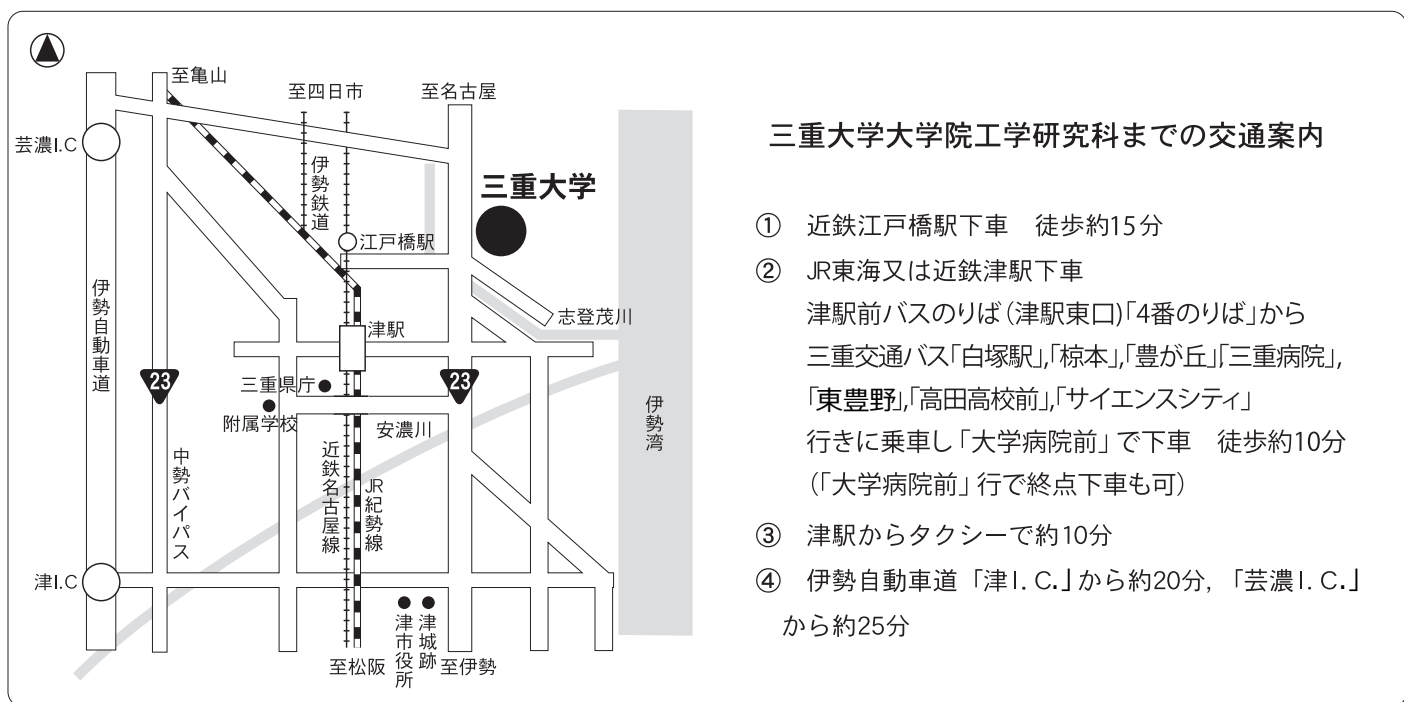 至亀山
至四日市
至名古屋
芸濃I.C
伊勢鉄道
三重大学
江戸橋駅
伊勢自動車道
志登茂川
津駅
23
23
三重県庁
附属学校
安濃川
伊勢湾
中勢バイパス
近鉄名古屋線
JR紀勢線
津I.C
津市役所
津城跡
至松阪
至伊勢
三重大学大学院工学研究科までの交通案内
① 近鉄江戸橋駅下車 徒歩約15分
② JR東海又は近鉄津駅下車
津駅前バスのりば(津駅東口)「4番のりば」から
三重交通バス「白塚駅」,「椋本」,「豊が丘」,「三重病院」,
「東豊野」,「高田高校前」,「サイエンスシティ」
行きに乗車し「大学病院前」で下車 徒歩約10分
(「大学病院前」行で終点下車も可)
③ 津駅からタクシーで約10分
④ 伊勢自動車道「津I.C.」から約20分,「芸濃I.C.」
から約25分